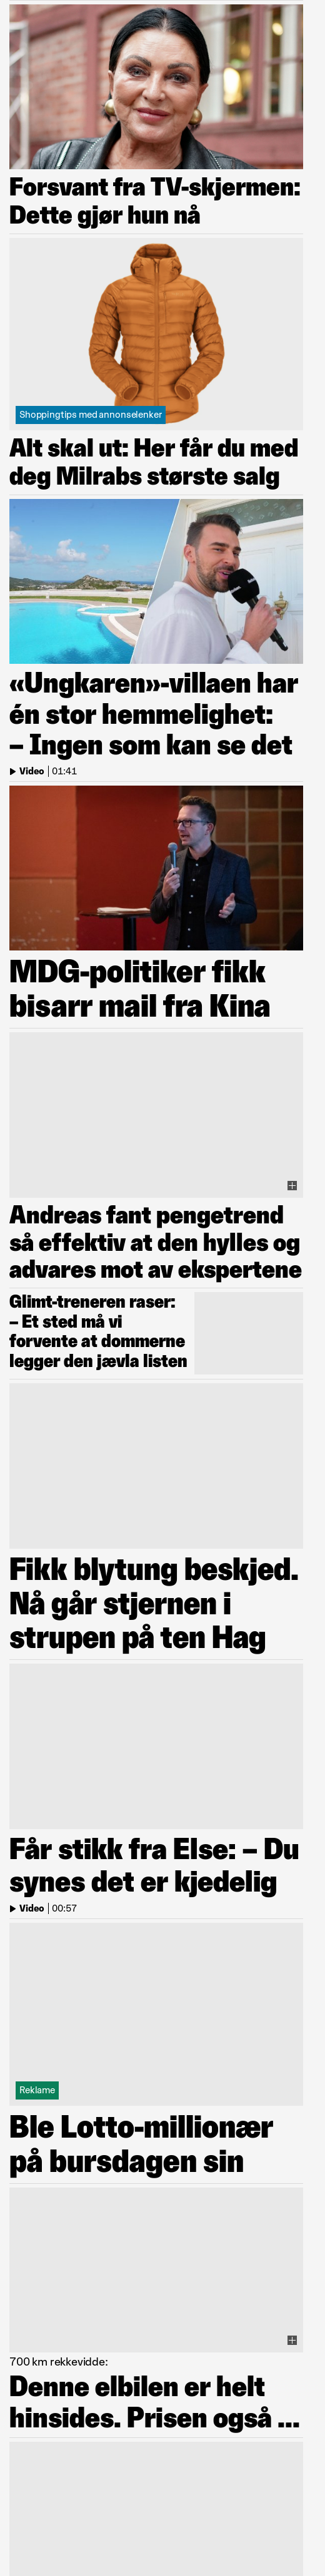 Forsvant fra TV-skjermen:
Dette gjør hun nå
Shoppingtips med annonselenker
Alt skal ut: Her får du med
deg Milrabs største salg
«Ungkaren»-villaen har
én stor hemmelighet:
– Ingen som kan se det
Video | 01:41
MDG-politiker fikk
bisarr mail fra Kina
Andreas fant pengetrend
så effektiv at den hylles og
advares mot av ekspertene
Glimt-treneren raser:
– Et sted må vi
forvente at dommerne
legger den jævla listen
Fikk blytung beskjed.
Nå går stjernen i
strupen på ten Hag
Får stikk fra Else: – Du
synes det er kjedelig
Video | 00:57
Reklame
Ble Lotto-millionær
på bursdagen sin
700 km rekkevidde:
Denne elbilen er helt
hinsides. Prisen også ...